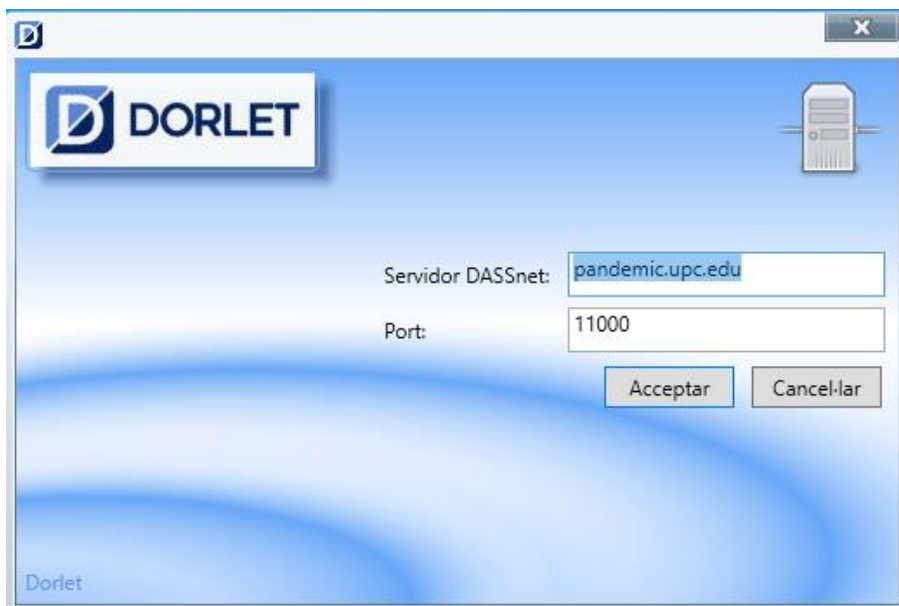 DORLET
Servidor DASSnet: pandemic.upc.edu
Port: 11000
Acceptar Cancel·lar
Dorlet